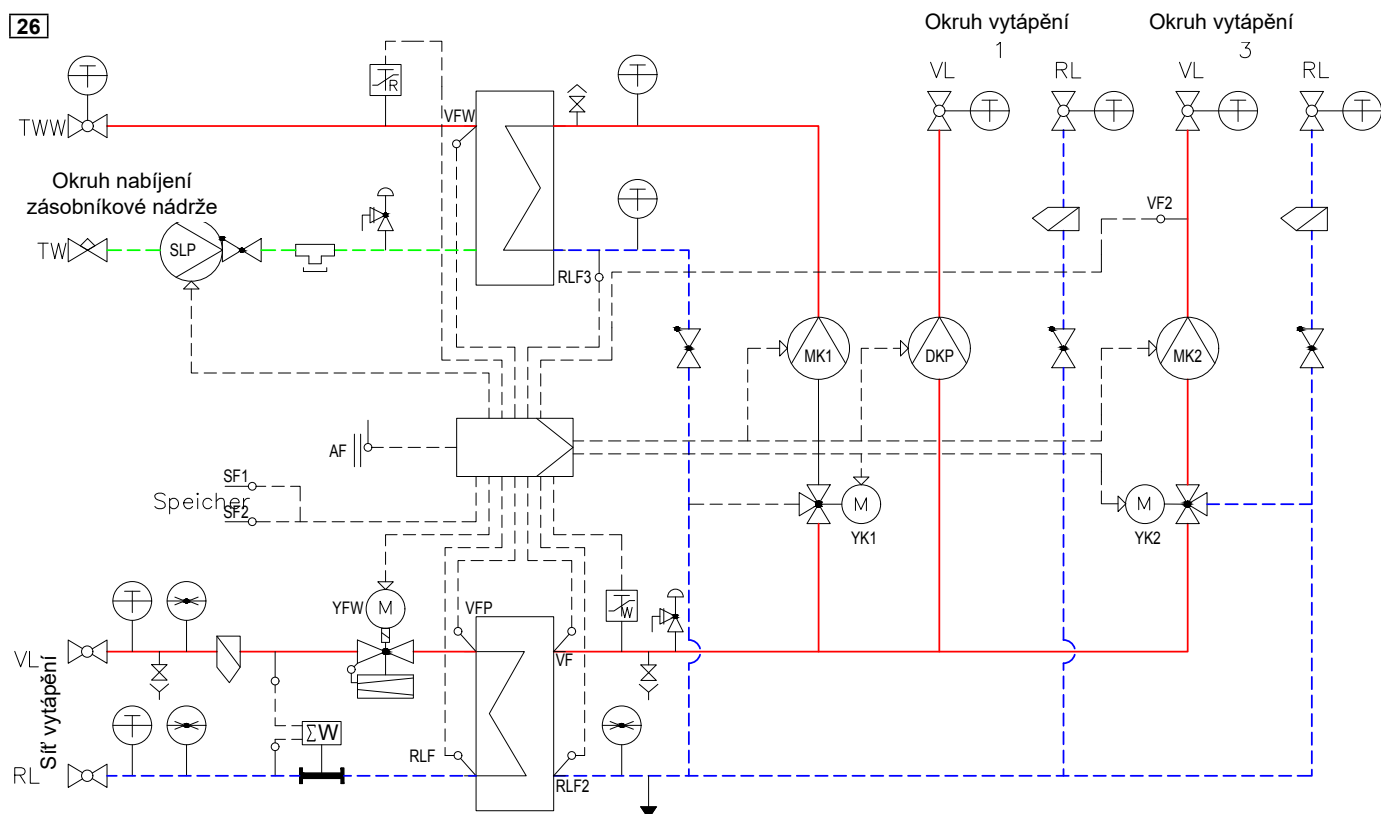 26
Okruh vytápění
1
Okruh vytápění
3
VL
RL
VL
RL
T
T
T
T
T
T
R
T
VFW
TWW
Okruh nabíjení
zásobníkové nádrže
T
VF2
TW
SLP
RLF3
MK1
DKP
MK2
AF
SF1
Speicher
SF2
M
YK1
M
YK2
T
YFW
M
VFP
W
VF
VL
Síť vytápění
T
ΣW
RLF
RLF2
RL